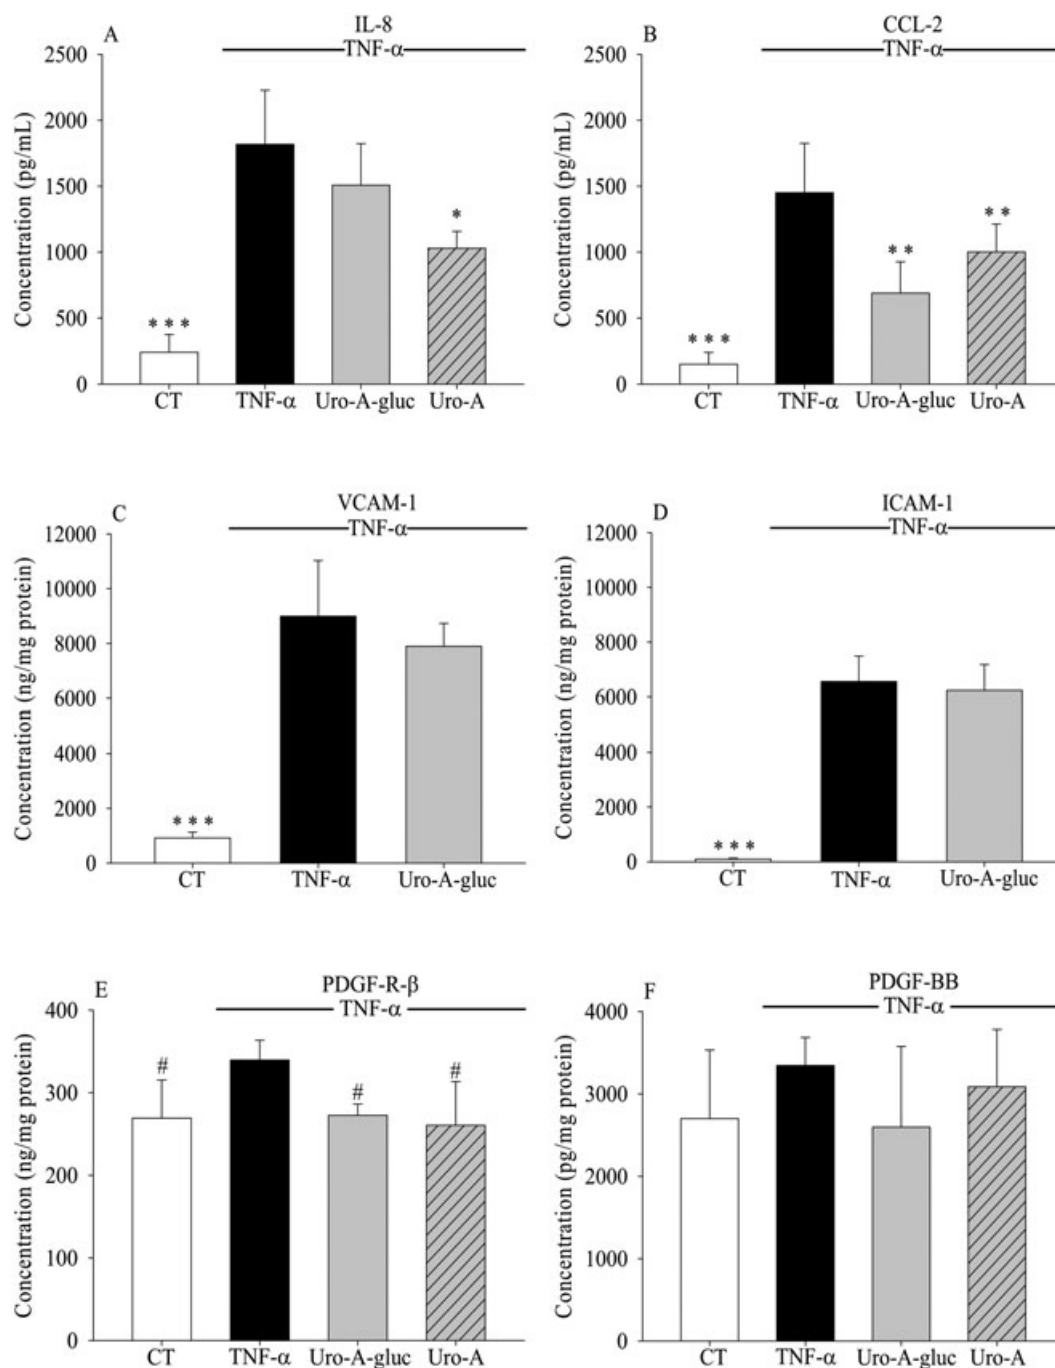 A
IL-8
TNF-α
Concentration (pg/mL)
2500
2000
1500
1000
500
0
***
*
CT
TNF-α
Uro-A-gluc
Uro-A
B
CCL-2
TNF-α
Concentration (pg/mL)
2500
2000
1500
1000
500
0
***
**
**
CT
TNF-α
Uro-A-gluc
Uro-A
C
VCAM-1
TNF-α
Concentration (ng/mg protein)
12000
10000
8000
6000
4000
2000
0
***
CT
TNF-α
Uro-A-gluc
D
ICAM-1
TNF-α
Concentration (ng/mg protein)
12000
10000
8000
6000
4000
2000
0
***
CT
TNF-α
Uro-A-gluc
E
PDGF-R-β
TNF-α
Concentration (ng/mg protein)
400
300
200
100
0
#
#
#
CT
TNF-α
Uro-A-gluc
Uro-A
F
PDGF-BB
TNF-α
Concentration (pg/mg protein)
4000
3000
2000
1000
0
CT
TNF-α
Uro-A-gluc
Uro-A